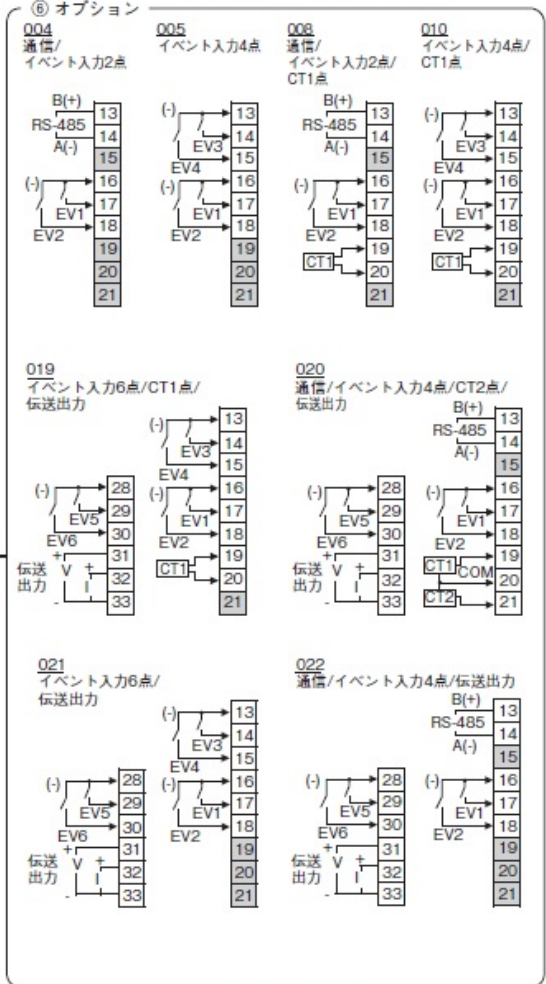 ⑥ オプション
004
通信/
イベント入力2点
B(+)
RS-485
A(-)
(-)
EV1
EV2
13
14
15
16
17
18
19
20
21
005
イベント入力4点
(-)
EV3
EV4
(-)
EV1
EV2
13
14
15
16
17
18
19
20
21
008
通信/
イベント入力2点/
CT1点
B(+)
RS-485
A(-)
(-)
EV1
EV2
CT1
13
14
15
16
17
18
19
20
21
010
イベント入力4点/
CT1点
(-)
EV3
EV4
(-)
EV1
EV2
CT1
13
14
15
16
17
18
19
20
21
019
イベント入力6点/CT1点/
伝送出力
(-)
EV5
EV6
伝送
出力
+
V
+
I
-
28
29
30
31
32
33
(-)
EV3
EV4
(-)
EV1
EV2
CT1
13
14
15
16
17
18
19
20
21
020
通信/イベント入力4点/CT2点/
伝送出力
(-)
EV5
EV6
伝送
出力
+
V
+
I
-
28
29
30
31
32
33
B(+)
RS-485
A(-)
(-)
EV1
EV2
CT1
COM
CT2
13
14
15
16
17
18
19
20
21
021
イベント入力6点/
伝送出力
(-)
EV5
EV6
伝送
出力
+
V
+
I
-
28
29
30
31
32
33
(-)
EV3
EV4
(-)
EV1
EV2
13
14
15
16
17
18
19
20
21
022
通信/イベント入力4点/伝送出力
(-)
EV5
EV6
伝送
出力
+
V
+
I
-
28
29
30
31
32
33
B(+)
RS-485
A(-)
(-)
EV1
EV2
13
14
15
16
17
18
19
20
21